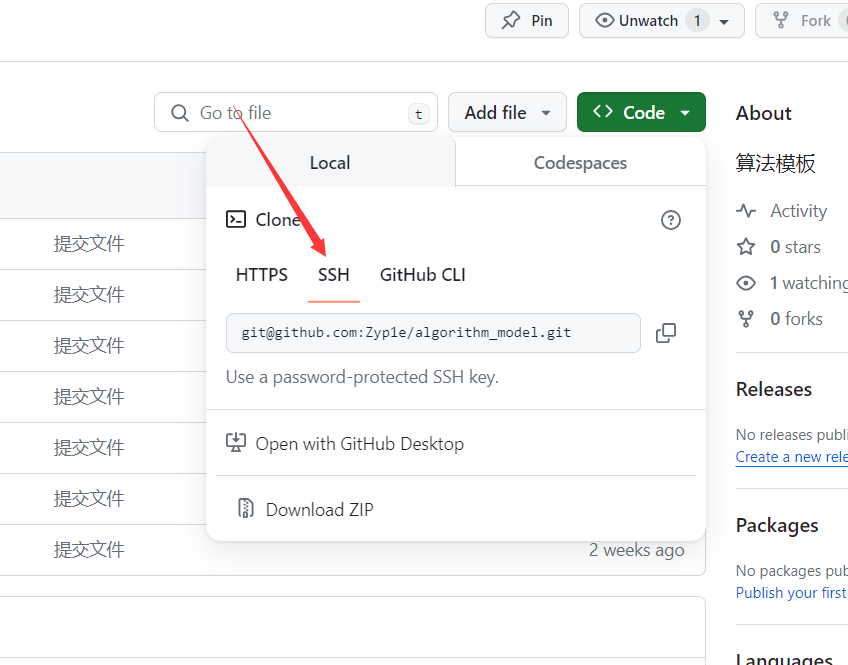 Pin
Unwatch 1
Fork
Go to file t
Add file
Code
About
Local
Codespaces
算法模板
Clone
Activity
提交文件
0 stars
HTTPS SSH GitHub CLI
1 watching
提交文件
git@github.com:Zyp1e/algorithm_model.git
0 forks
提交文件
Use a password-protected SSH key.
Releases
提交文件
Open with GitHub Desktop
No releases publi
提交文件
Create a new rele
提交文件
Download ZIP
Packages
提交文件
2 weeks ago
No packages pub
Publish your first
Languages